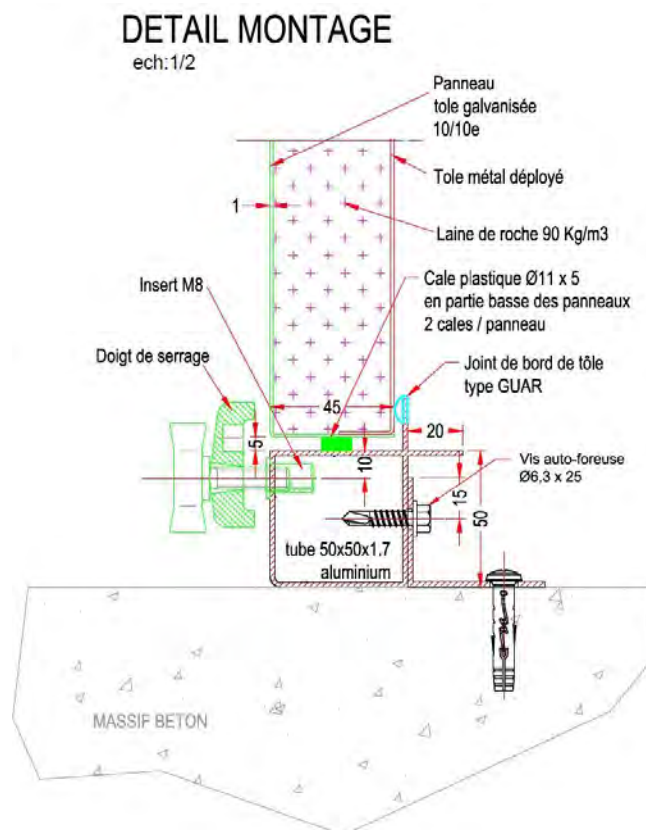 DETAIL MONTAGE
ech:1/2
Panneau
tole galvanisée
10/10e
Tole métal déployé
1
Laine de roche 90 Kg/m3
Insert M8
Cale plastique Ø11 x 5
en partie basse des panneaux
2 cales / panneau
Doigt de serrage
Joint de bord de tôle
type GUAR
45
20
5
10
Vis auto-foreuse
Ø6,3 x 25
15
50
tube 50x50x1,7
aluminium
MASSIF BETON